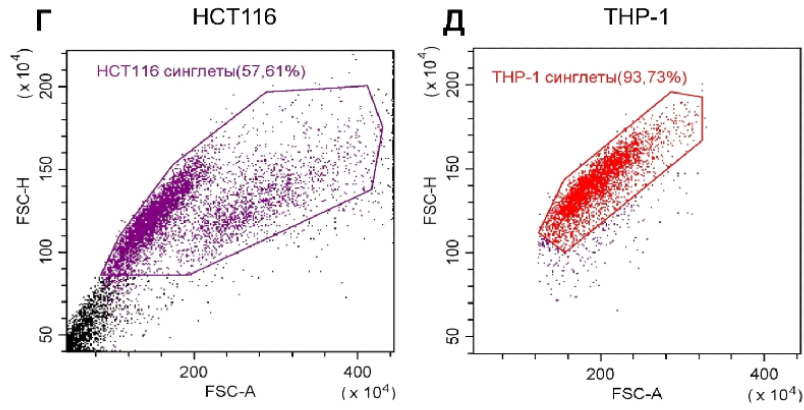 Г HCT116
HCT116 синглеты(57,61%)
FSC-H
(x 10⁴)
200
150
100
50
200
400
FSC-A
(x 10⁴)
Д THP-1
THP-1 синглеты(93,73%)
FSC-H
(x 10⁴)
200
150
100
50
200
400
FSC-A
(x 10⁴)